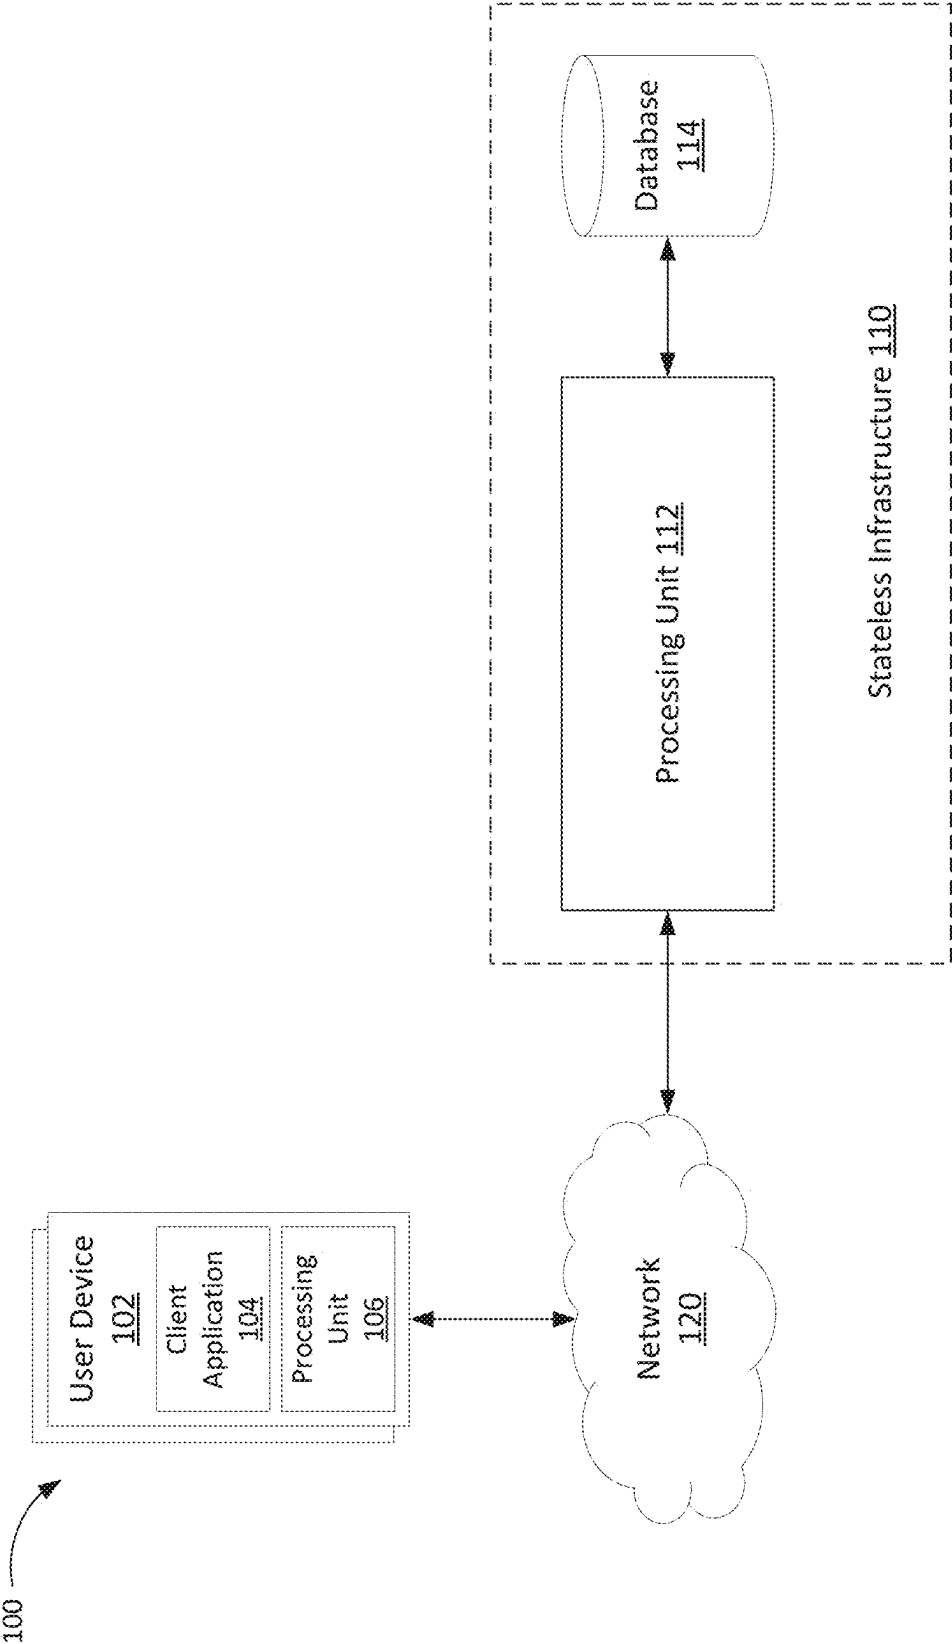 100
User Device
102
Client
Application
104
Processing
Unit
106
Network
120
Processing Unit 112
Database
114
Stateless Infrastructure 110